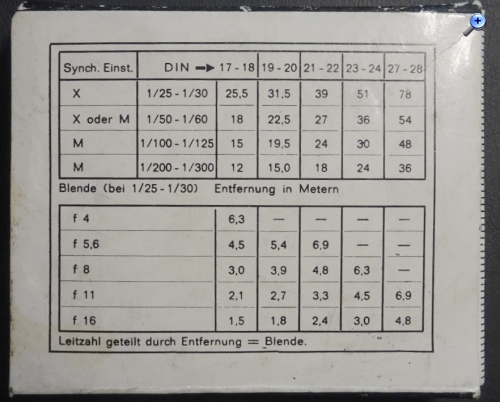 Synch. Einst. DIN → 17 - 18 19 - 20 21 - 22 23 - 24 27 - 28
X 1/25 - 1/30 25,5 31,5 39 51 78
X oder M 1/50 - 1/60 18 22,5 27 36 54
M 1/100 - 1/125 15 19,5 24 30 48
M 1/200 - 1/300 12 15,0 18 24 36
Blende (bei 1/25 - 1/30) Entfernung in Metern
f 4 6,3 — — — —
f 5,6 4,5 5,4 6,9 — —
f 8 3,0 3,9 4,8 6,3 —
f 11 2,1 2,7 3,3 4,5 6,9
f 16 1,5 1,8 2,4 3,0 4,8
Leitzahl geteilt durch Entfernung = Blende.